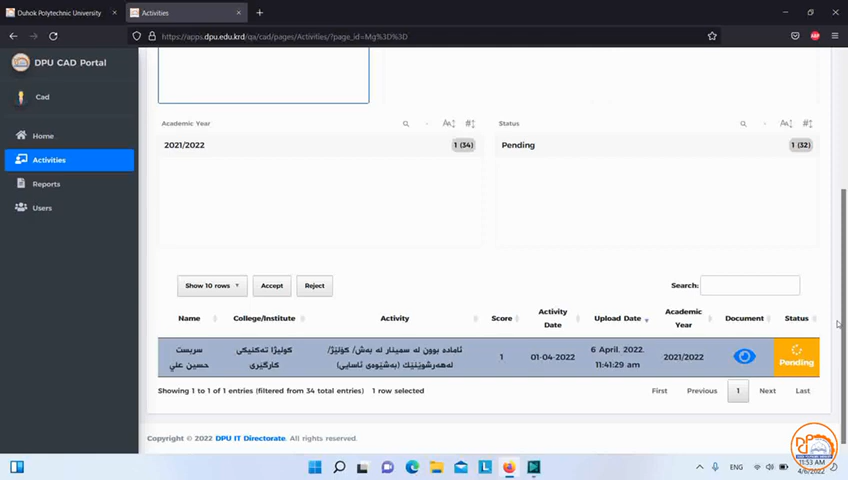 Duhok Polytechnic University
Activities
https://apps.dpu.edu.krd/qa/cad/pages/Activities/?page_id=Mg%3D%3D
DPU CAD Portal
Cad
Home
Activities
Reports
Users
Academic Year
Status
2021/2022
1 (34)
Pending
1 (32)
Show 10 rows
Accept
Reject
Search:
Name
College/Institute
Activity
Score
Activity Date
Upload Date
Academic Year
Document
Status
سربست
حسين علي
كوليژا تەكنيكى
كارگێرى
ئامادە بوون لە سمينار لە بەش/ كۆلێژ/
لەهەرشوێنێك (بەشێوەى ئاسايى)
1
01-04-2022
6 April, 2022,
11:41:29 am
2021/2022
Pending
Showing 1 to 1 of 1 entries (filtered from 34 total entries)
1 row selected
First
Previous
1
Next
Last
Copyright © 2022 DPU IT Directorate. All rights reserved.
ENG
11:53 AM
4/6/2022